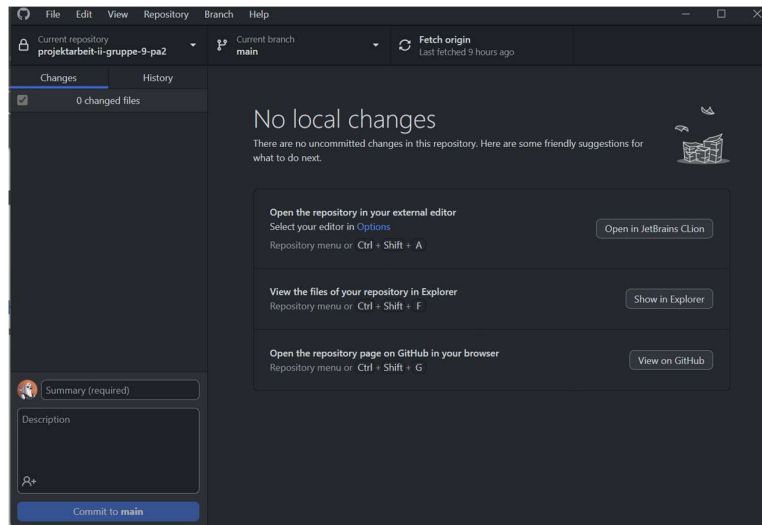 File Edit View Repository Branch Help
Current repository
projektarbeit-ii-gruppe-9-pa2
Current branch
main
Fetch origin
Last fetched 9 hours ago
Changes History
0 changed files
No local changes
There are no uncommitted changes in this repository. Here are some friendly suggestions for
what to do next.
Open the repository in your external editor
Select your editor in Options
Repository menu or Ctrl + Shift + A
Open in JetBrains CLion
View the files of your repository in Explorer
Repository menu or Ctrl + Shift + F
Show in Explorer
Open the repository page on GitHub in your browser
Repository menu or Ctrl + Shift + G
View on GitHub
Summary (required)
Description
Commit to main